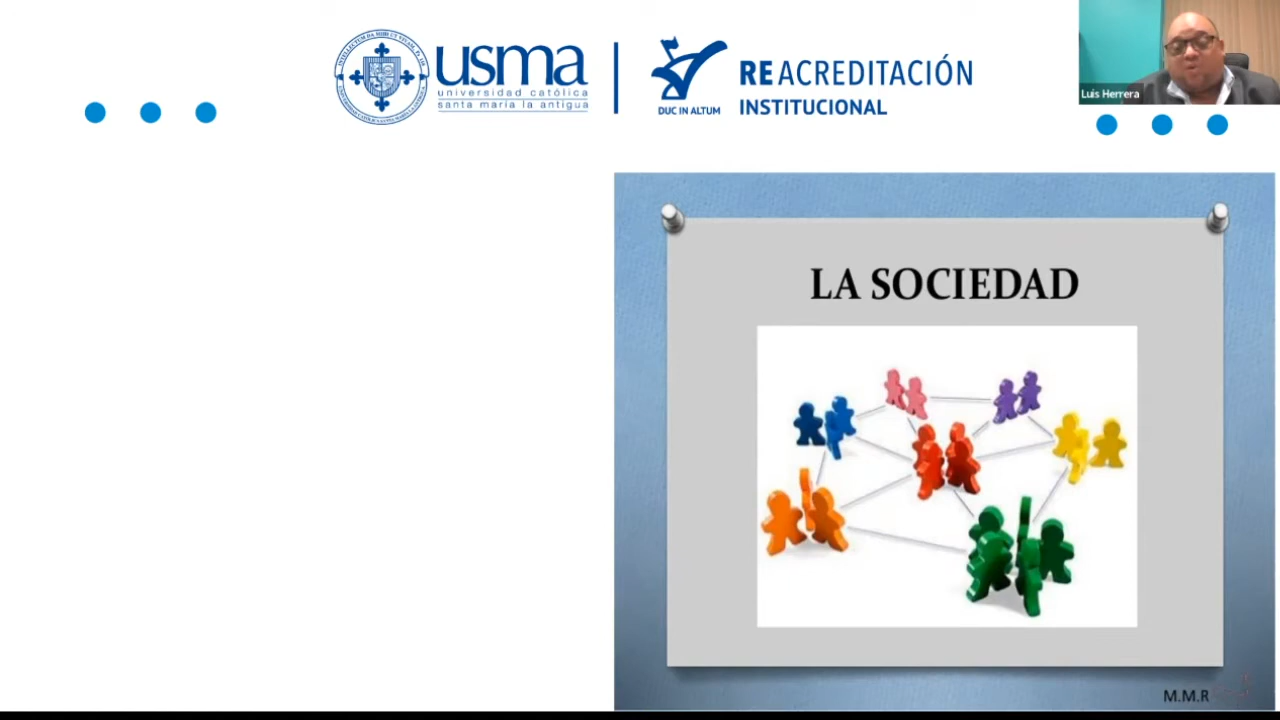 usma
universidad católica
santa maría la antigua
DUC IN ALTUM
REACREDITACIÓN
INSTITUCIONAL
Luis Herrera
LA SOCIEDAD
M.M.R